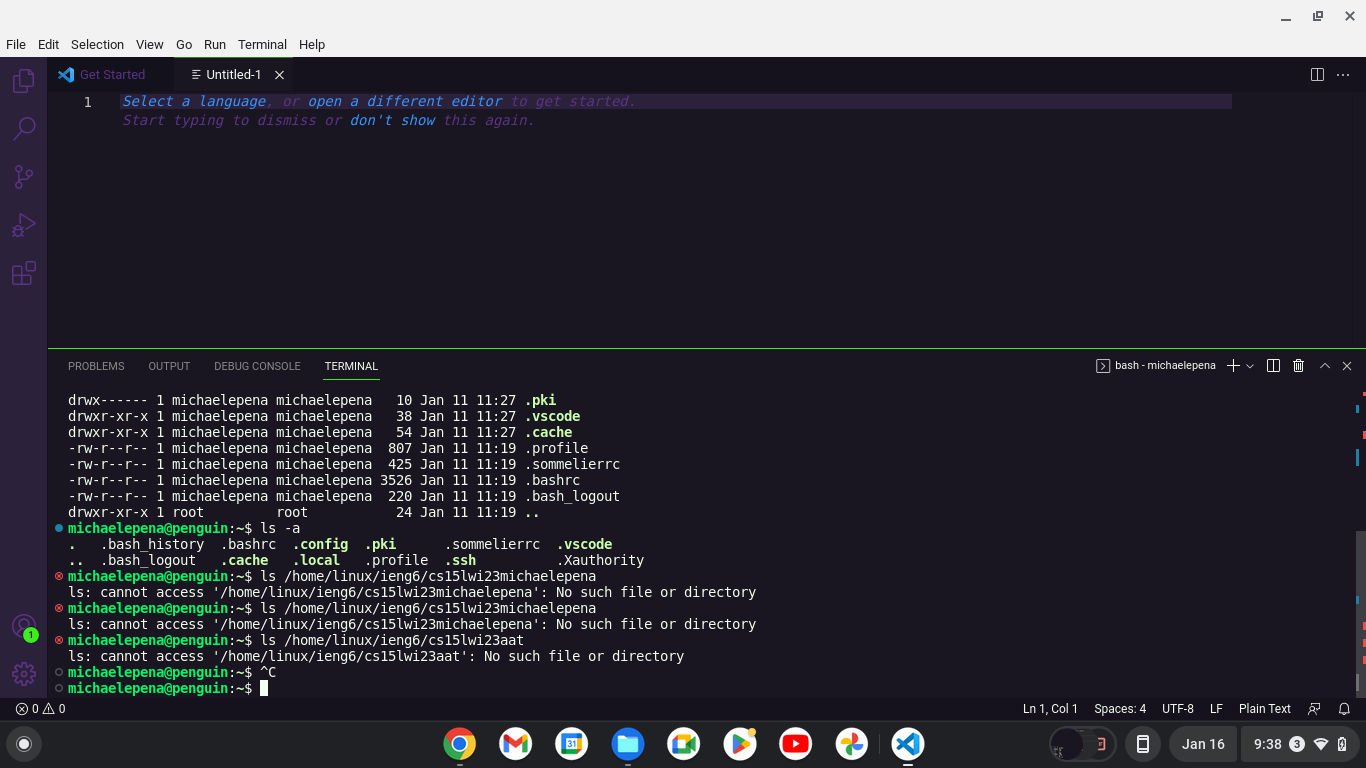 File Edit Selection View Go Run Terminal Help
Get Started Untitled-1
1 Select a language, or open a different editor to get started.
Start typing to dismiss or don't show this again.
PROBLEMS OUTPUT DEBUG CONSOLE TERMINAL bash - michaelepena
drwx------ 1 michaelepena michaelepena   10 Jan 11 11:27 .pki
drwxr-xr-x 1 michaelepena michaelepena   38 Jan 11 11:27 .vscode
drwxr-xr-x 1 michaelepena michaelepena   54 Jan 11 11:27 .cache
-rw-r--r-- 1 michaelepena michaelepena  807 Jan 11 11:19 .profile
-rw-r--r-- 1 michaelepena michaelepena  425 Jan 11 11:19 .sommelierrc
-rw-r--r-- 1 michaelepena michaelepena 3526 Jan 11 11:19 .bashrc
-rw-r--r-- 1 michaelepena michaelepena  220 Jan 11 11:19 .bash_logout
drwxr-xr-x 1 root         root           24 Jan 11 11:19 ..
michaelepena@penguin:~$ ls -a
.   .bash_history  .bashrc  .config  .pki      .sommelierrc  .vscode
..  .bash_logout   .cache   .local   .profile  .ssh          .Xauthority
michaelepena@penguin:~$ ls /home/linux/ieng6/cs15lwi23michaelepena
ls: cannot access '/home/linux/ieng6/cs15lwi23michaelepena': No such file or directory
michaelepena@penguin:~$ ls /home/linux/ieng6/cs15lwi23michaelepena
ls: cannot access '/home/linux/ieng6/cs15lwi23michaelepena': No such file or directory
michaelepena@penguin:~$ ls /home/linux/ieng6/cs15lwi23aat
ls: cannot access '/home/linux/ieng6/cs15lwi23aat': No such file or directory
michaelepena@penguin:~$ ^C
michaelepena@penguin:~$
1
0 0 Ln 1, Col 1 Spaces: 4 UTF-8 LF Plain Text
31 Jan 16 9:38 3